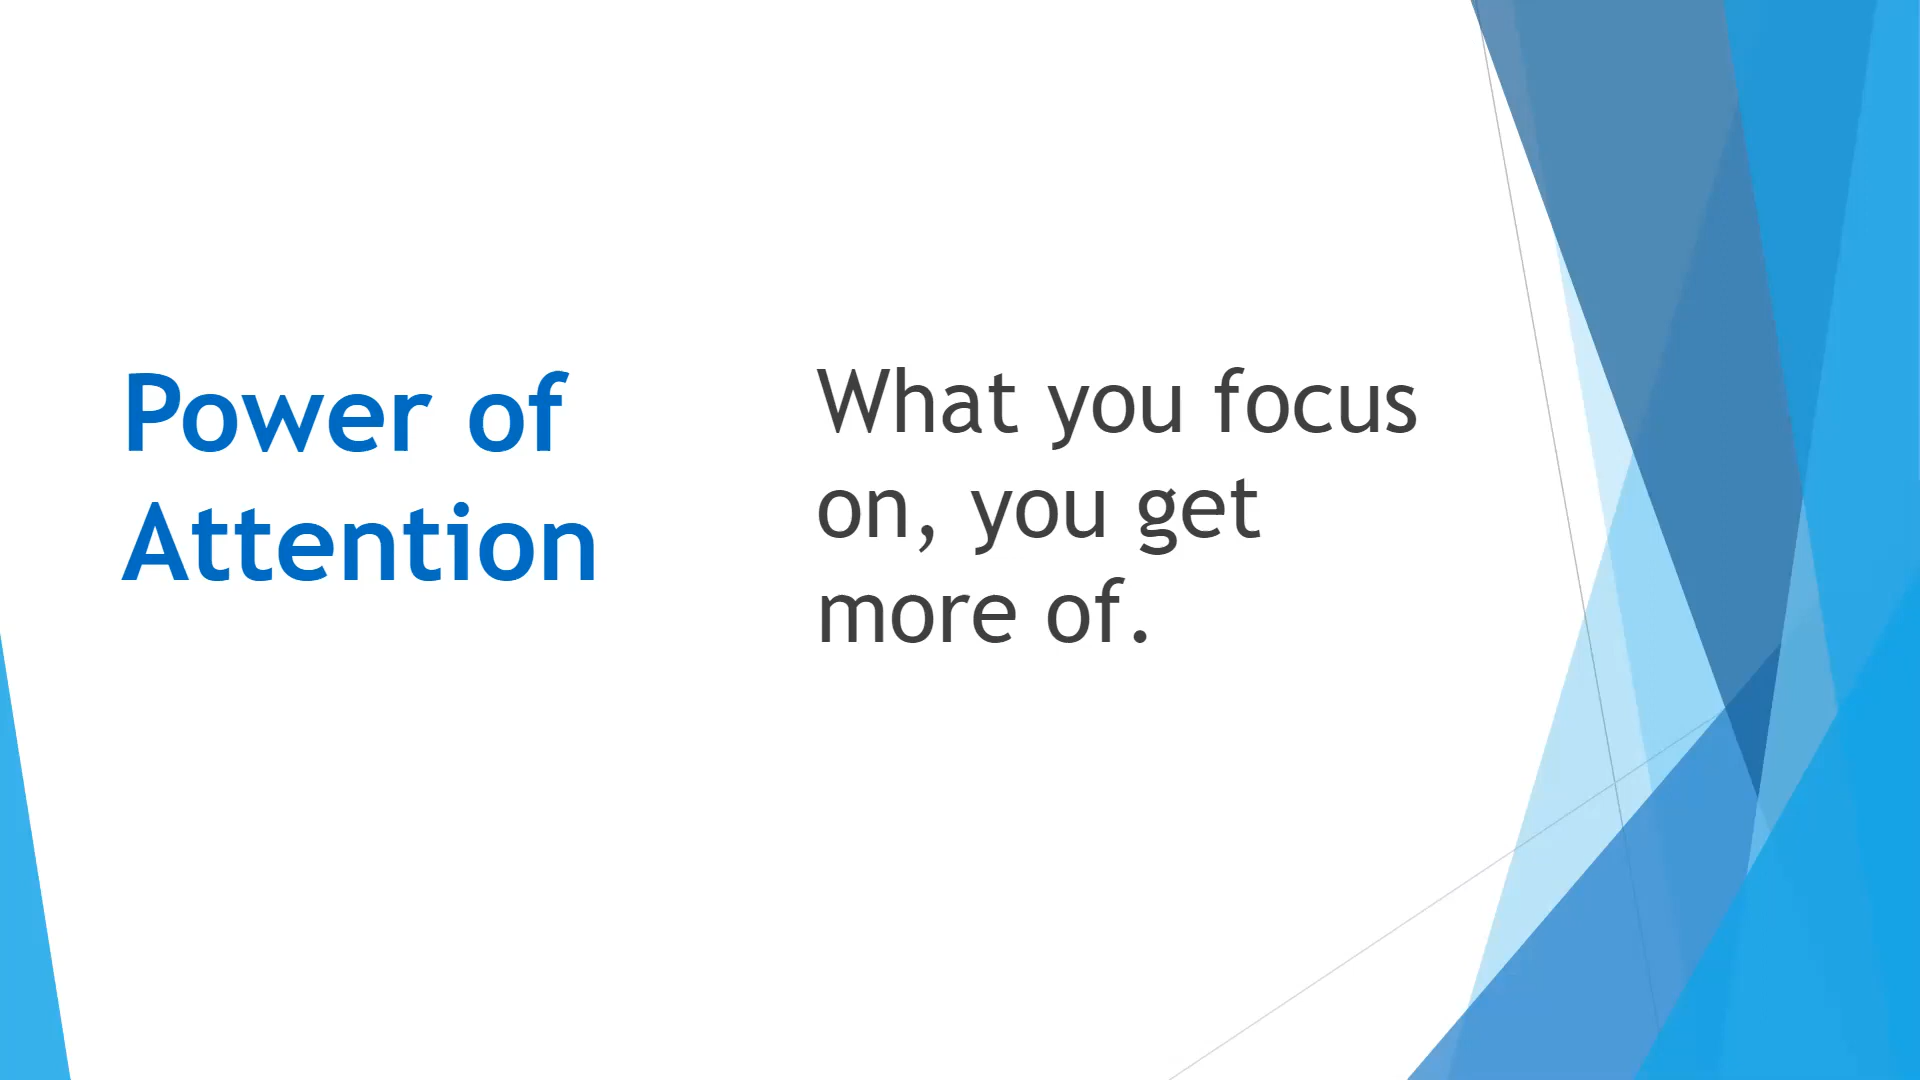 Power of
Attention
What you focus
on, you get
more of.